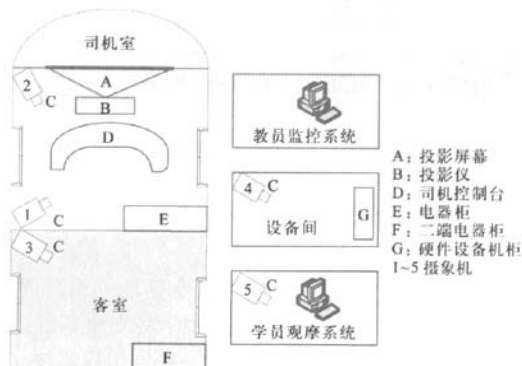 司机室
2
C
A
B
D
1
C
E
3
C
客室
F
教员监控系统
4
C
设备间
G
5
C
学员观摩系统
A：投影屏幕
B：投影仪
D：司机控制台
E：电器柜
F：二端电器柜
G：硬件设备机柜
1~5 摄象机